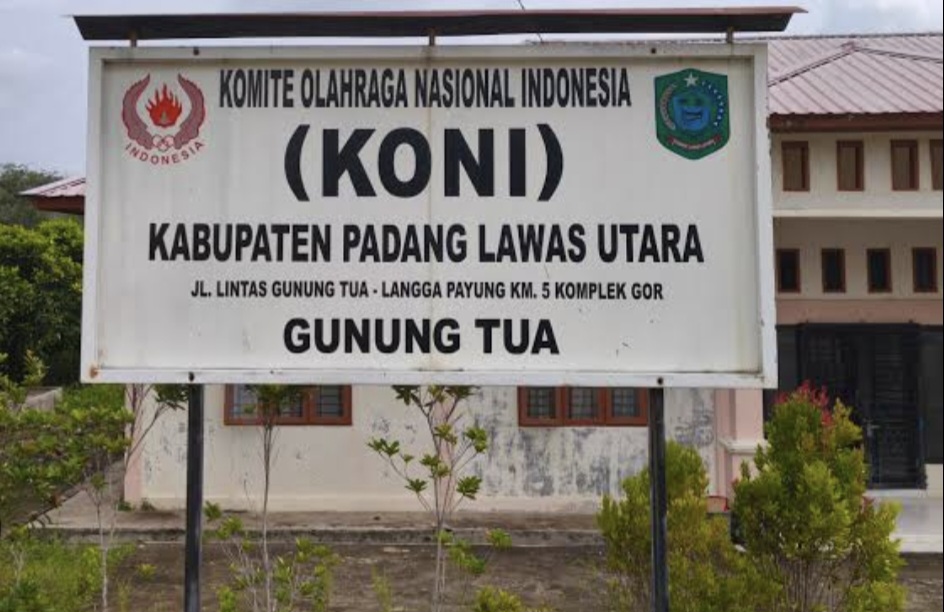 KOMITE OLAHRAGA NASIONAL INDONESIA
(KONI)
INDONESIA
KABUPATEN PADANG LAWAS UTARA
JL. LINTAS GUNUNG TUA - LANGGA PAYUNG KM. 5 KOMPLEK GOR
GUNUNG TUA